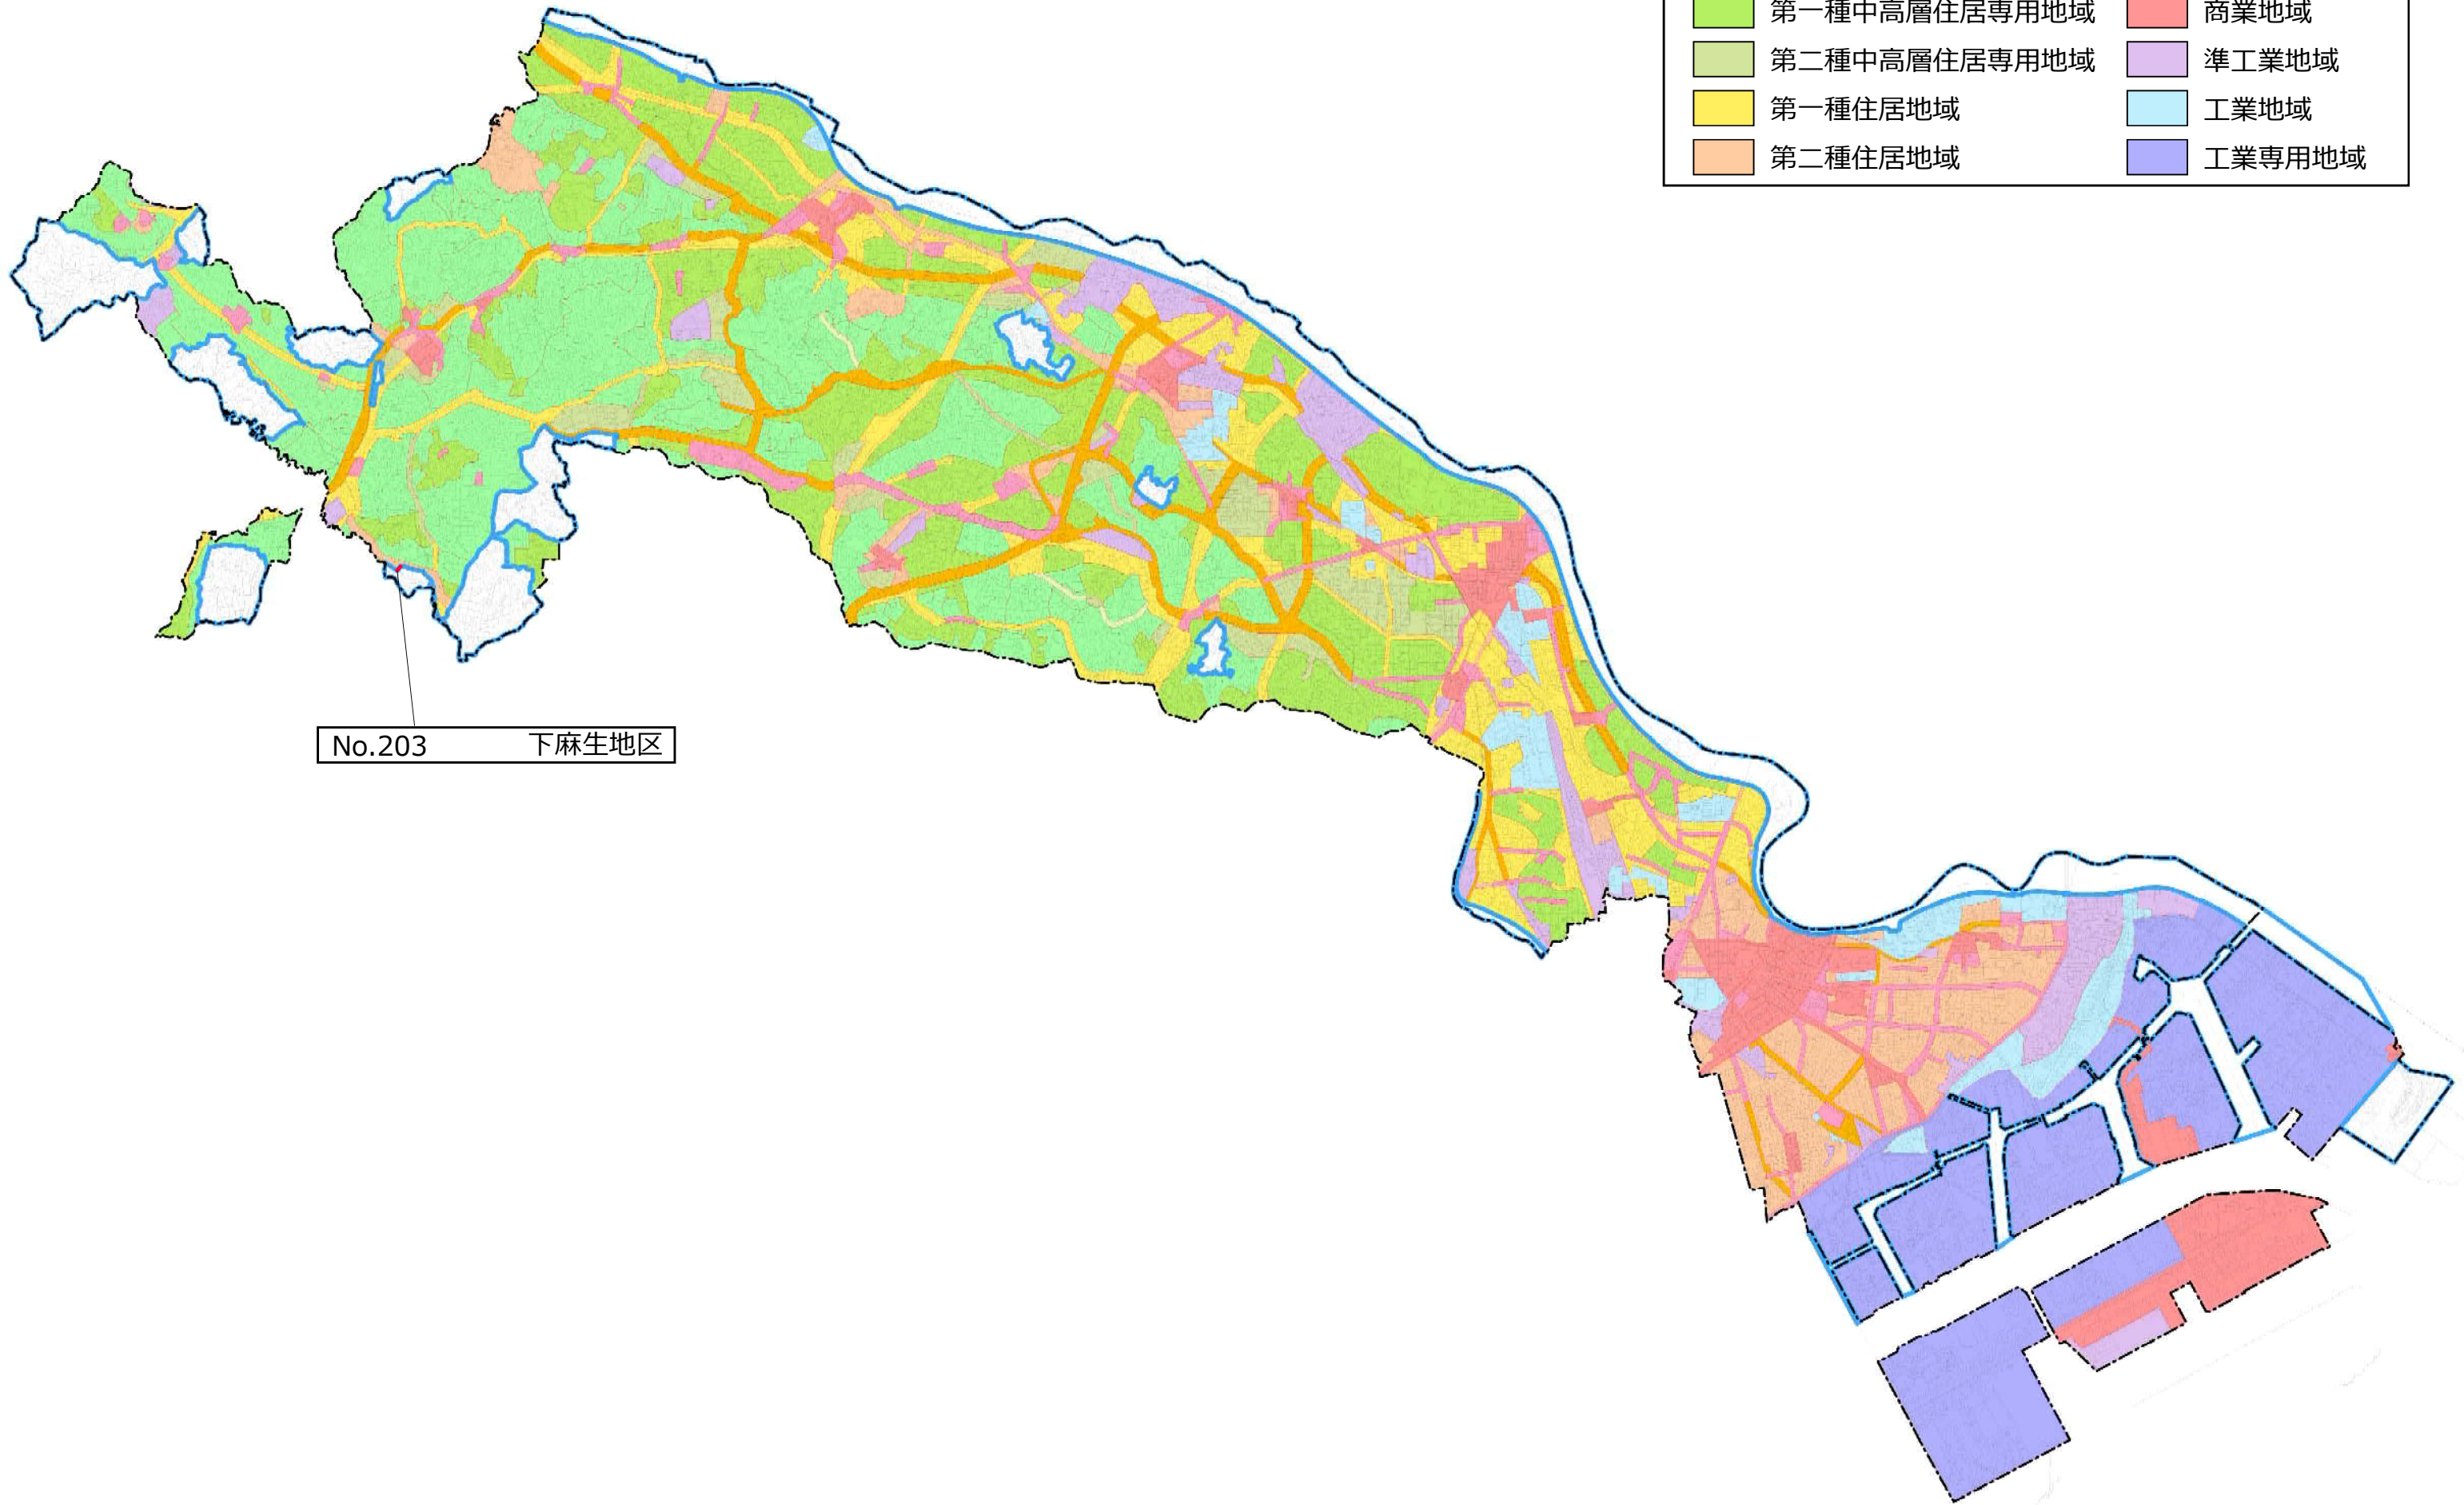 第一種中高層住居専用地域 商業地域
第二種中高層住居専用地域 準工業地域
第一種住居地域 工業地域
第二種住居地域 工業専用地域
No.203 下麻生地区